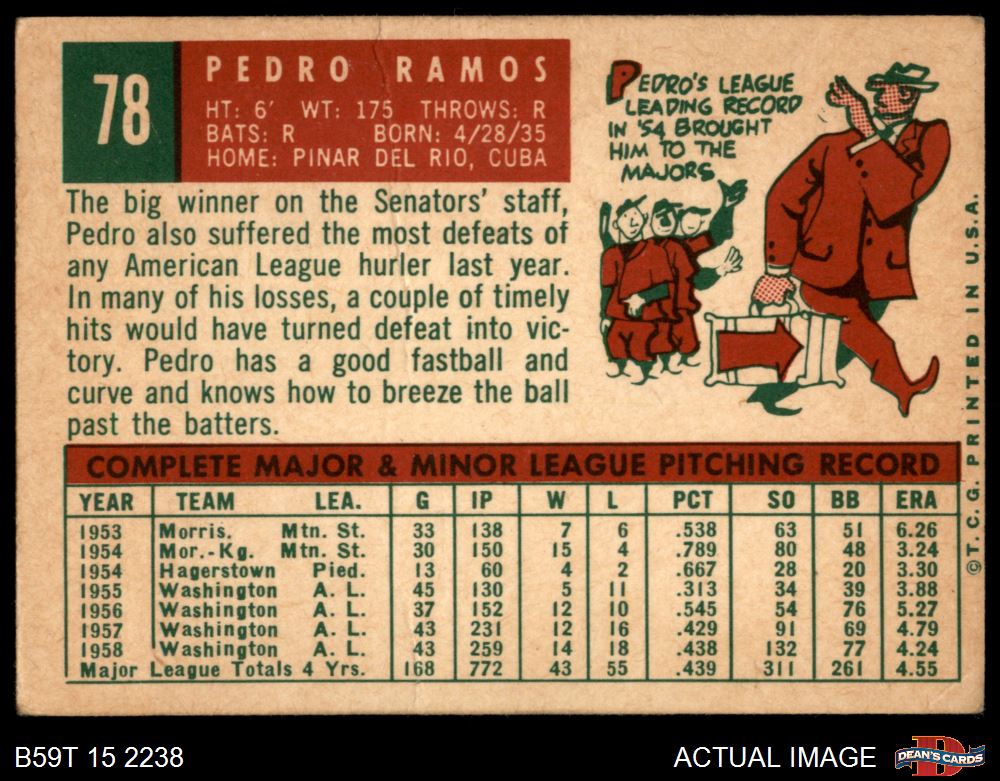 78
PEDRO RAMOS
HT: 6' WT: 175 THROWS: R
BATS: R BORN: 4/28/35
HOME: PINAR DEL RIO, CUBA
The big winner on the Senators' staff,
Pedro also suffered the most defeats of
any American League hurler last year.
In many of his losses, a couple of timely
hits would have turned defeat into vic-
tory. Pedro has a good fastball and
curve and knows how to breeze the ball
past the batters.
PEDRO'S LEAGUE
LEADING RECORD
IN '54 BROUGHT
HIM TO THE
MAJORS
COMPLETE MAJOR & MINOR LEAGUE PITCHING RECORD
YEAR TEAM LEA. G IP W L PCT SO BB ERA
1953 Morris. Mtn. St. 33 138 7 6 .538 63 51 6.26
1954 Mor.-Kg. Mtn. St. 30 150 15 4 .789 80 48 3.24
1954 Hagerstown Pied. 13 60 4 2 .667 28 20 3.30
1955 Washington A. L. 45 130 5 11 .313 34 39 3.88
1956 Washington A. L. 37 152 12 10 .545 54 76 5.27
1957 Washington A. L. 43 231 12 16 .429 91 69 4.79
1958 Washington A. L. 43 259 14 18 .438 132 77 4.24
Major League Totals 4 Yrs. 168 772 43 55 .439 311 261 4.55
©T. C. G. PRINTED IN U.S.A.
B59T 15 2238
ACTUAL IMAGE
D
DEAN'S CARDS